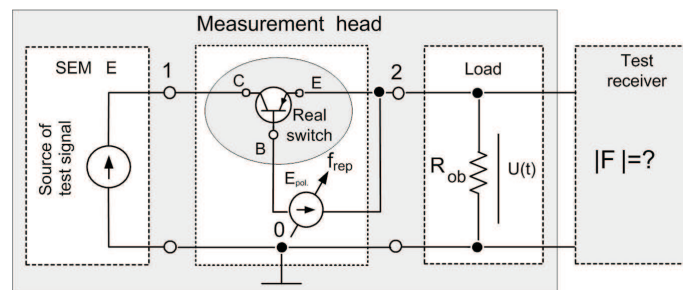 Measurement head
SEM E
1
2
Load
Test
receiver
C
E
Real
switch
B
Source of
test signal
f rep
E pol.
0
R ob
U(t)
|F|=?